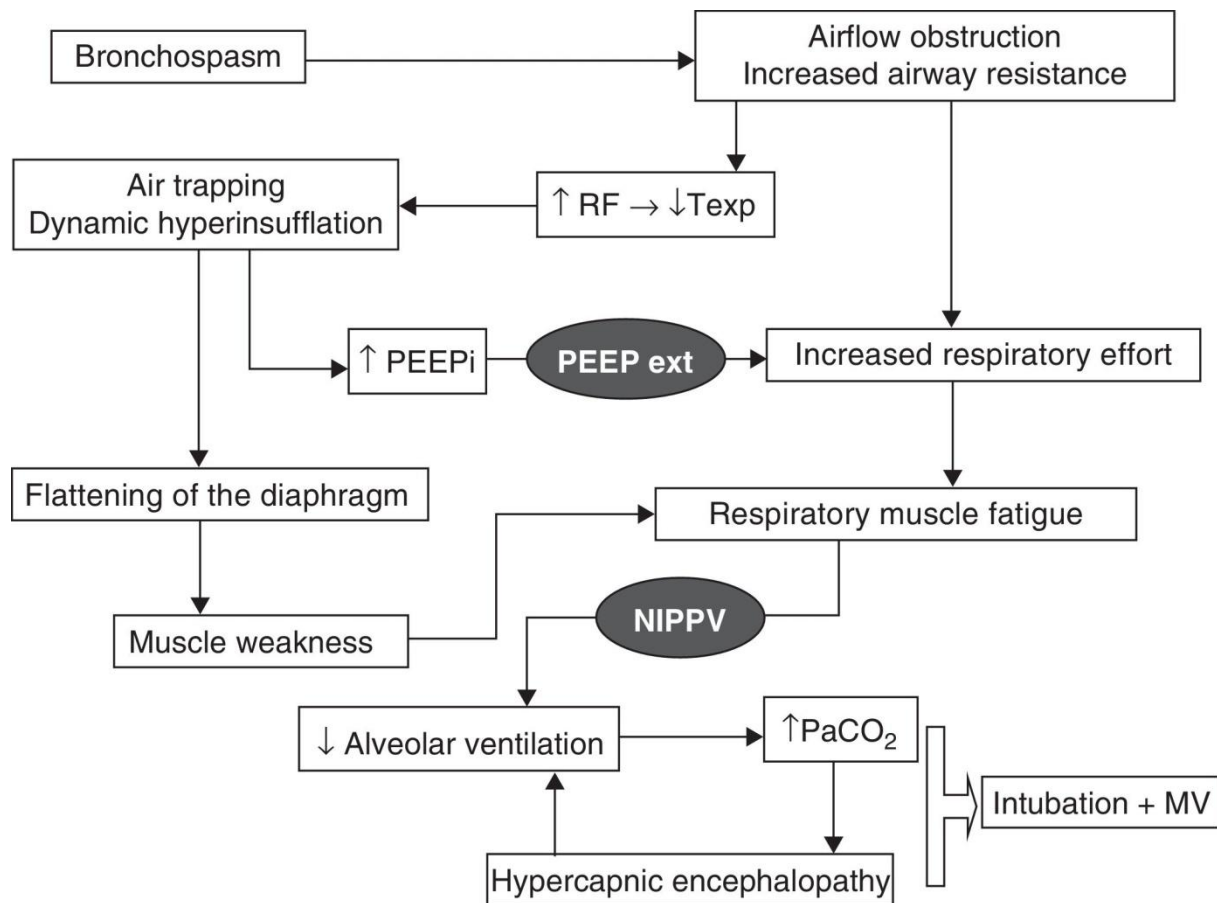 Bronchospasm
Airflow obstruction
Increased airway resistance
↑ RF → ↓Texp
Air trapping
Dynamic hyperinsufflation
↑ PEEPi
PEEP ext
Increased respiratory effort
Flattening of the diaphragm
Respiratory muscle fatigue
Muscle weakness
NIPPV
↓ Alveolar ventilation
↑PaCO₂
Intubation + MV
Hypercapnic encephalopathy